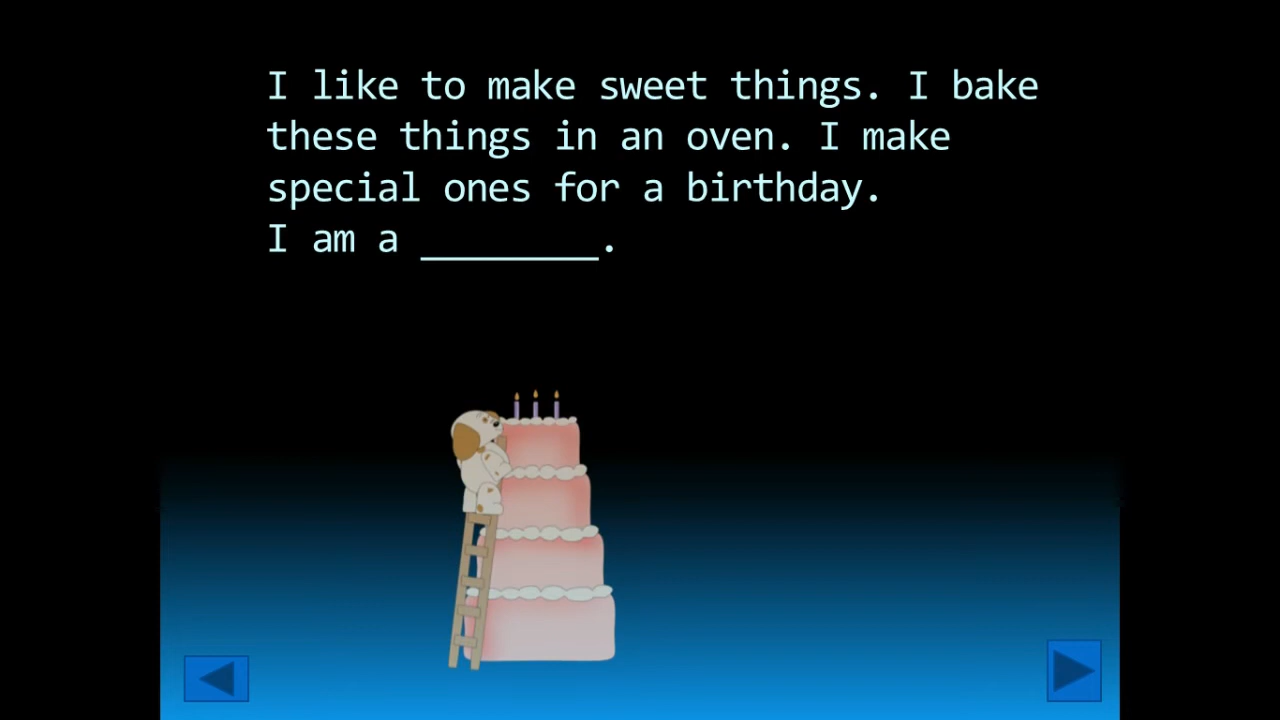 I like to make sweet things. I bake
these things in an oven. I make
special ones for a birthday.
I am a ________.